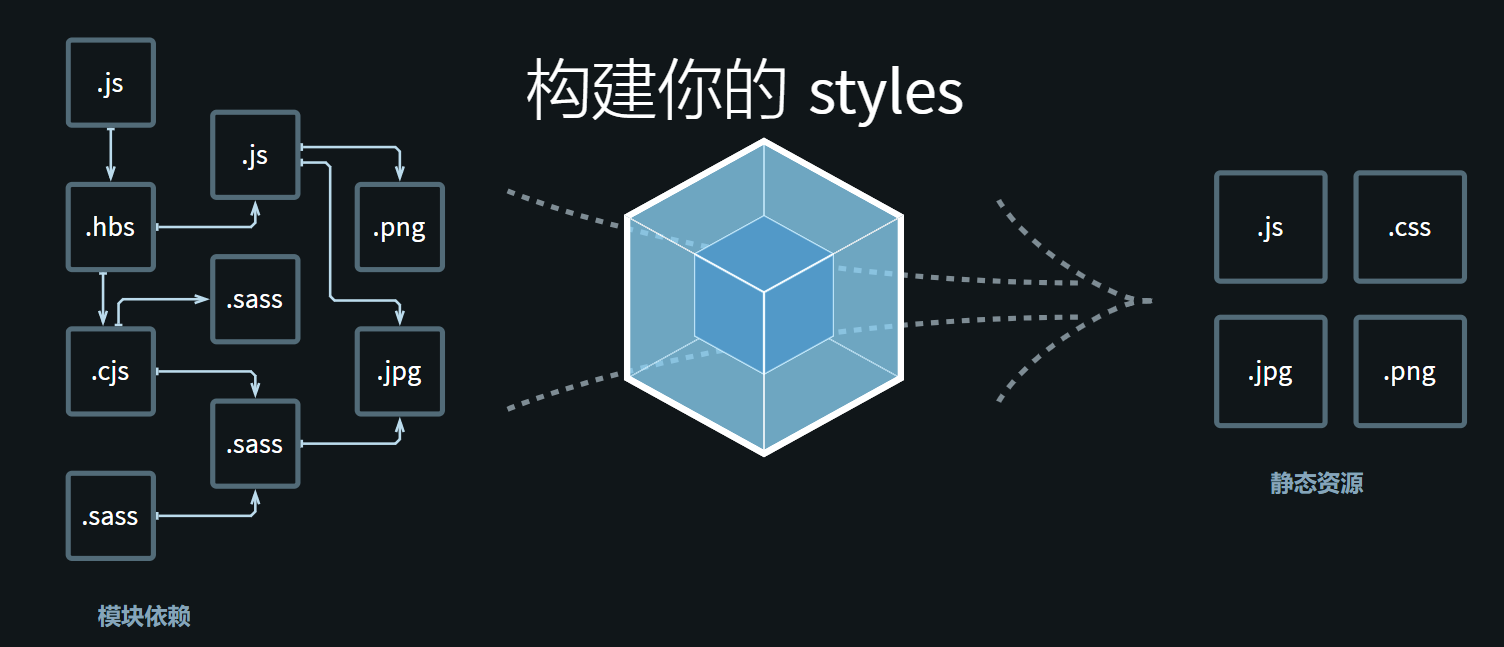 构建你的 styles
.js
.js
.hbs
.png
.sass
.cjs
.jpg
.sass
.sass
模块依赖
.js
.css
.jpg
.png
静态资源